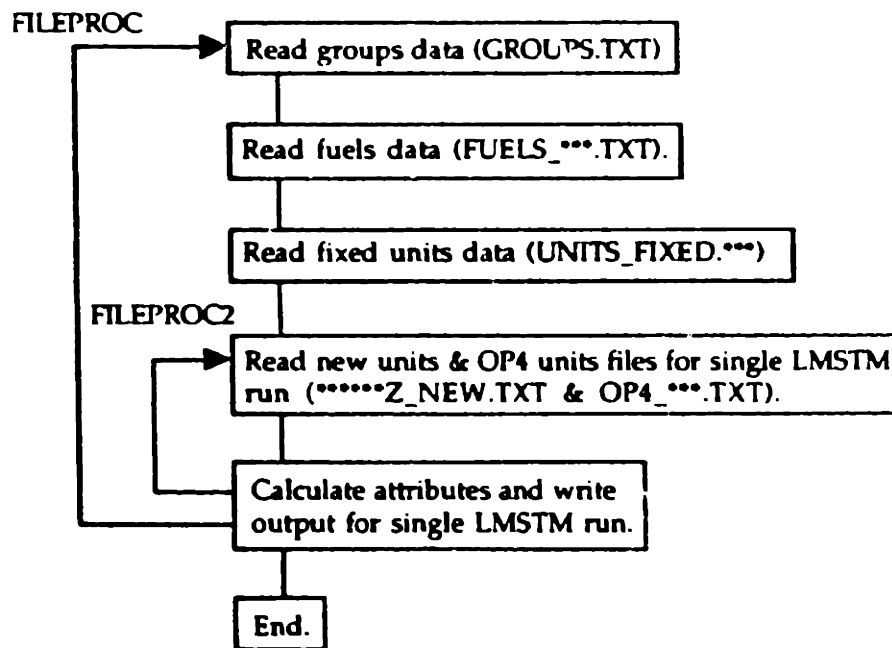 FILEPROC
Read groups data (GROUPS.TXT)
Read fuels data (FUELS_***.TXT).
Read fixed units data (UNITS_FIXED.***)
FILEPROC2
Read new units & OP4 units files for single LMSTM
run (******Z_NEW.TXT & OP4_***.TXT).
Calculate attributes and write
output for single LMSTM run.
End.